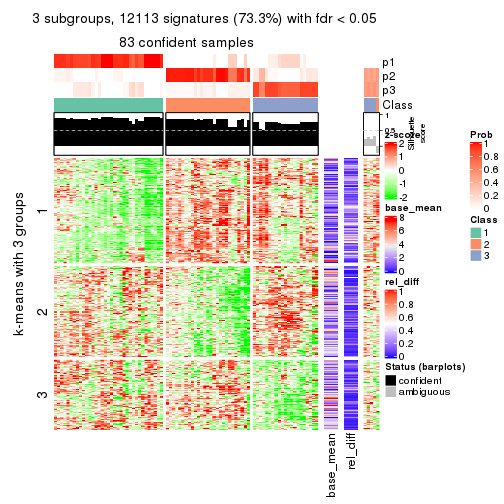 3 subgroups, 12113 signatures (73.3%) with fdr < 0.05
83 confident samples
p1
p2
p3
Class
1
0.5
0
Silhouette
score
k-means with 3 groups
1
2
3
base_mean
rel_diff
z-score
2
1
0
-1
-2
base_mean
8
6
4
2
0
rel_diff
1
0.8
0.6
0.4
0.2
0
Status (barplots)
confident
ambiguous
Prob
1
0.8
0.6
0.4
0.2
0
Class
1
2
3